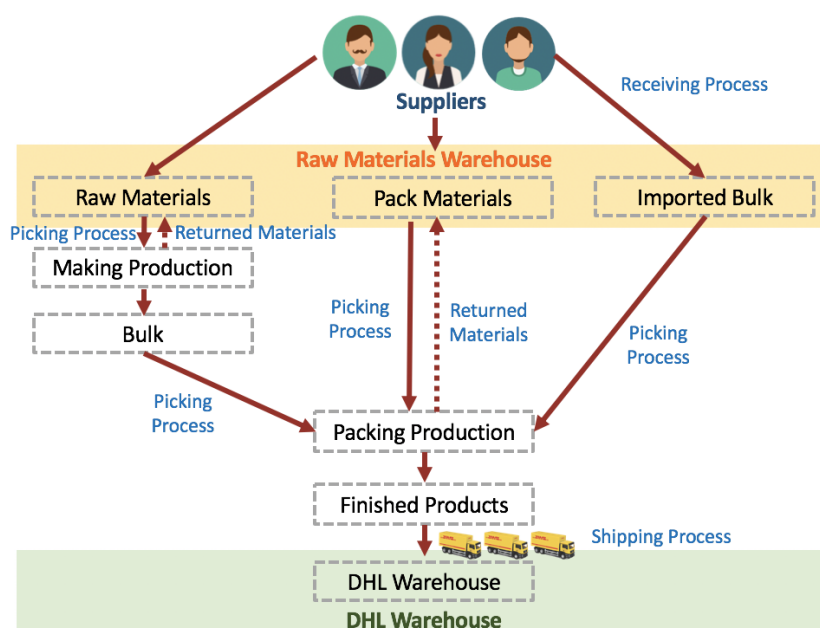 Suppliers
Receiving Process
Raw Materials Warehouse
Raw Materials
Pack Materials
Imported Bulk
Picking Process
Returned Materials
Making Production
Bulk
Picking
Process
Returned
Materials
Picking
Process
Picking
Process
Packing Production
Finished Products
Shipping Process
DHL Warehouse
DHL Warehouse